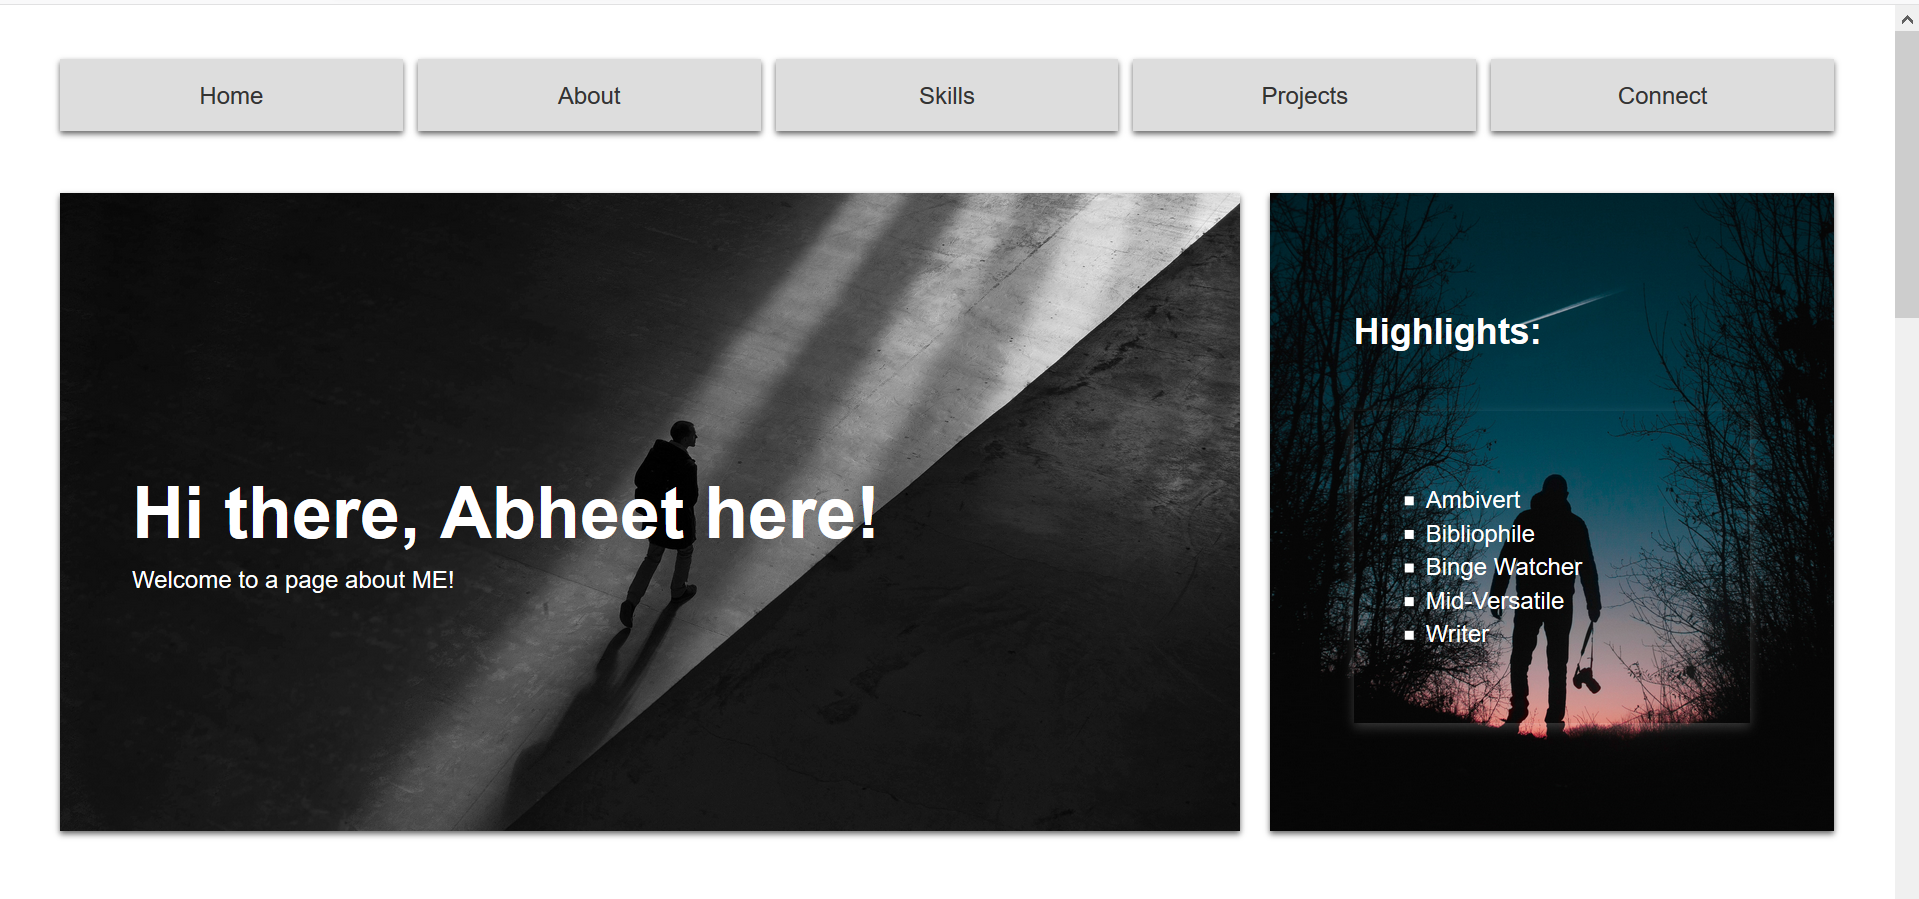 Home
About
Skills
Projects
Connect
Hi there, Abheet here!
Welcome to a page about ME!
Highlights:
Ambivert
Bibliophile
Binge Watcher
Mid-Versatile
Writer